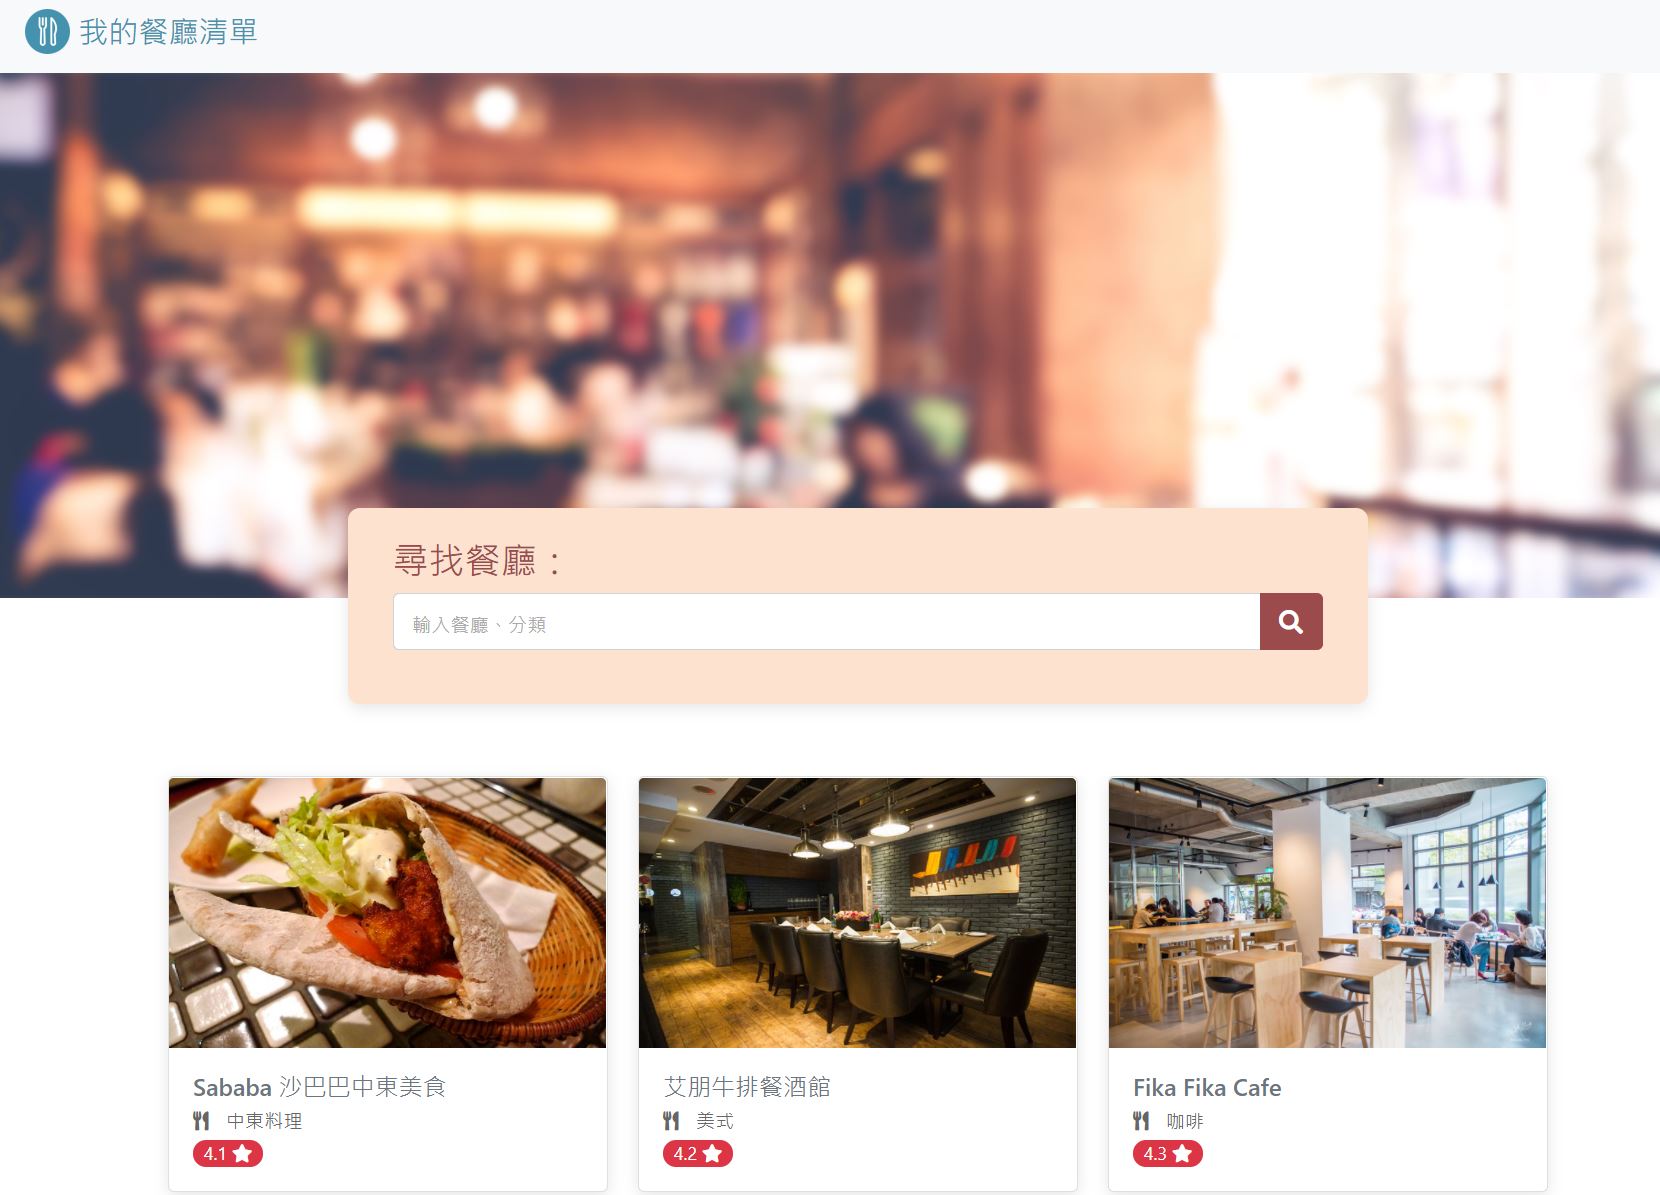 我的餐廳清單
尋找餐廳：
輸入餐廳、分類
Sababa 沙巴巴中東美食
中東料理
4.1
艾朋牛排餐酒館
美式
4.2
Fika Fika Cafe
咖啡
4.3